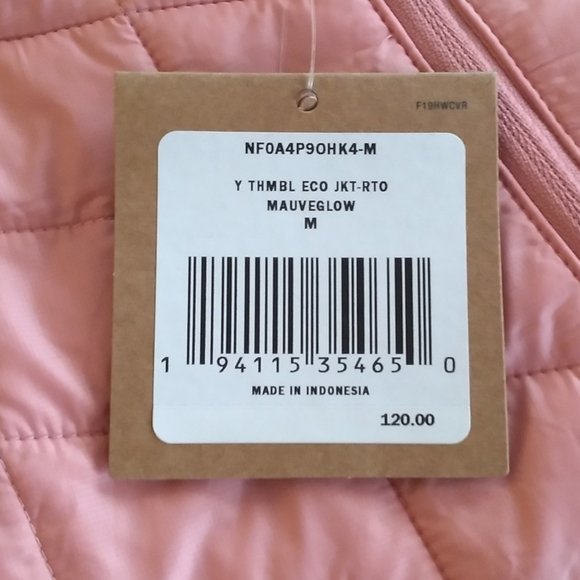 F19HWCVR
NF0A4P9OHK4-M
Y THMBL ECO JKT-RTO
MAUVEGLOW
M
1 94115 35465 0
MADE IN INDONESIA
120.00